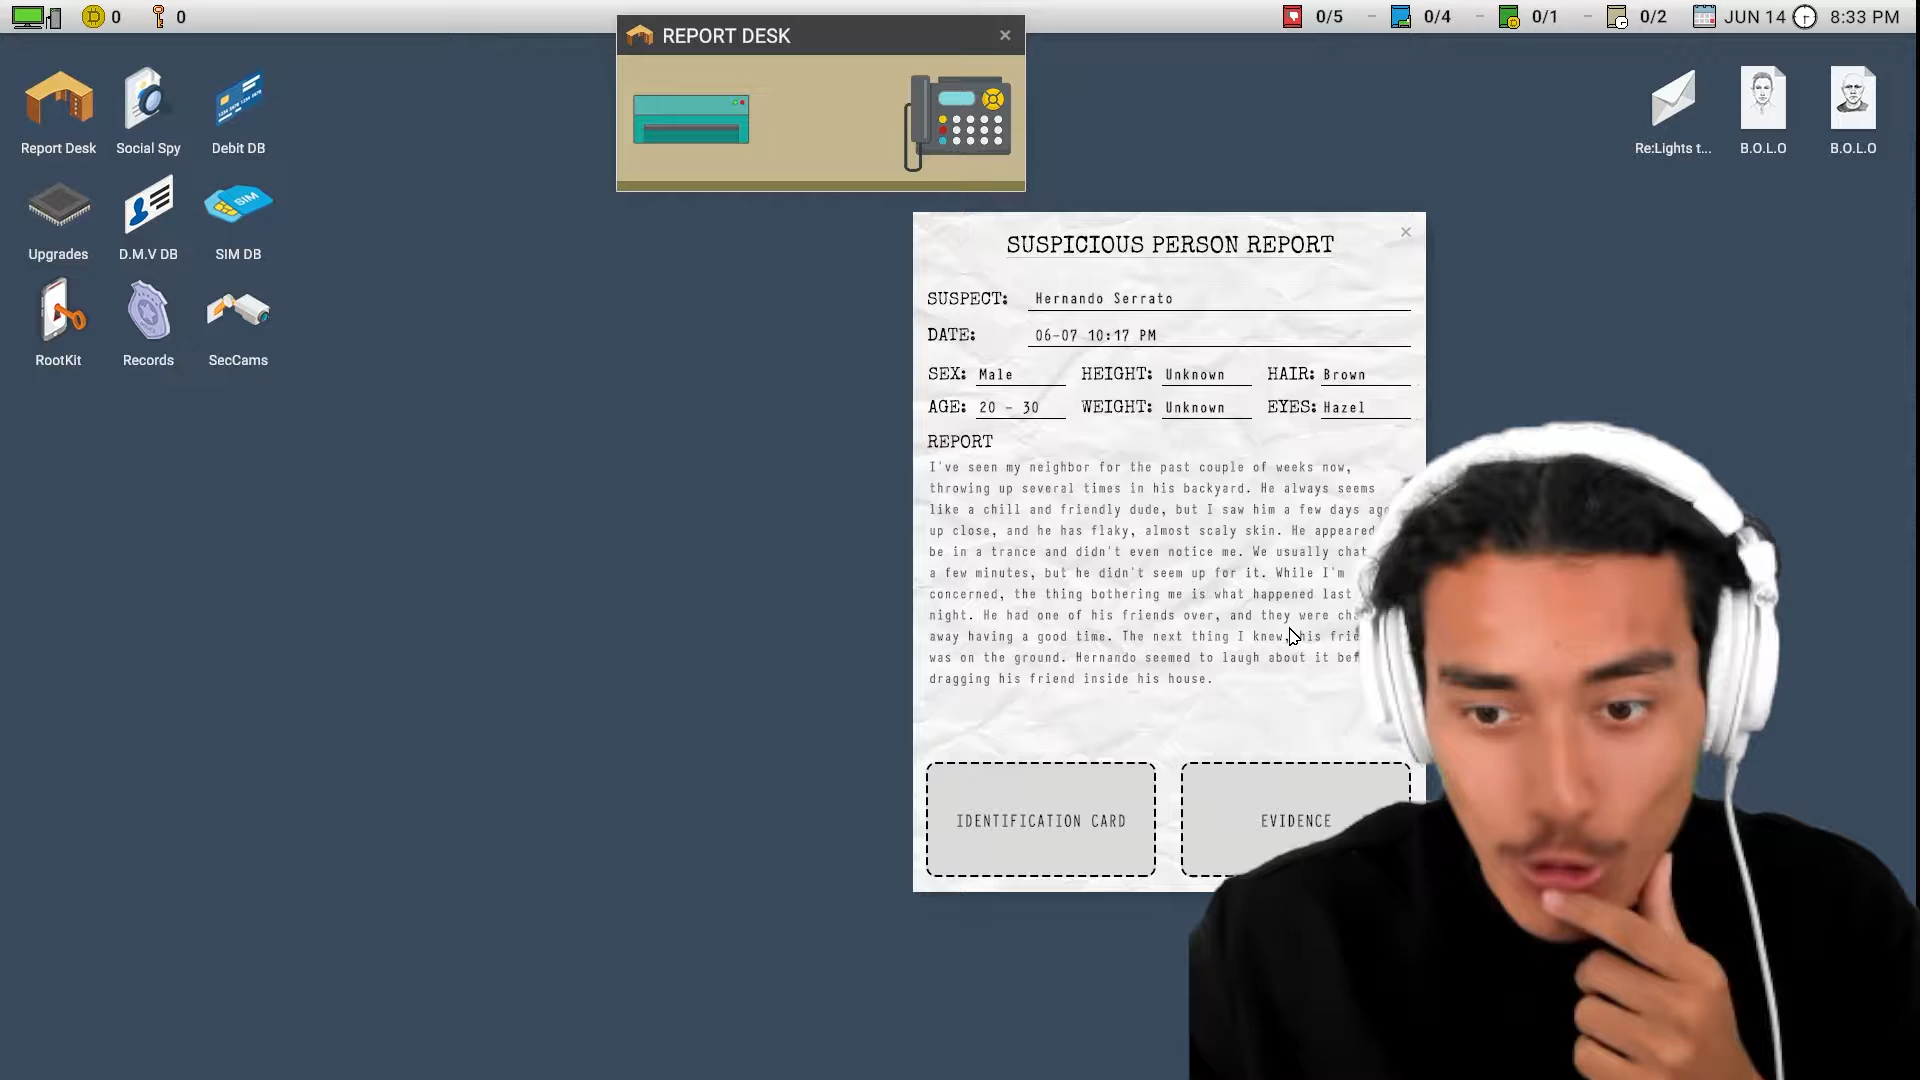 0 0 0/5 - 0/4 - 0/1 - 0/2 JUN 14 8:33 PM
REPORT DESK
Report Desk Social Spy Debit DB
Re:Lights t... B.O.L.O B.O.L.O
Upgrades D.M.V DB SIM DB
SIM
RootKit Records SecCams
SUSPICIOUS PERSON REPORT
SUSPECT: Hernando Serrato
DATE: 06-07 10:17 PM
SEX: Male HEIGHT: Unknown HAIR: Brown
AGE: 20 - 30 WEIGHT: Unknown EYES: Hazel
REPORT
I've seen my neighbor for the past couple of weeks now,
throwing up several times in his backyard. He always seems
like a chill and friendly dude, but I saw him a few days
up close, and he has flaky, almost scaly skin. He appeared
be in a trance and didn't even notice me. We usually chat
a few minutes, but he didn't seem up for it. While I'm
concerned, the thing bothering me is what happened last
night. He had one of his friends over, and they were
away having a good time. The next thing I knew, his
was on the ground. Hernando seemed to laugh about it
dragging his friend inside his house.
IDENTIFICATION CARD EVIDENCE